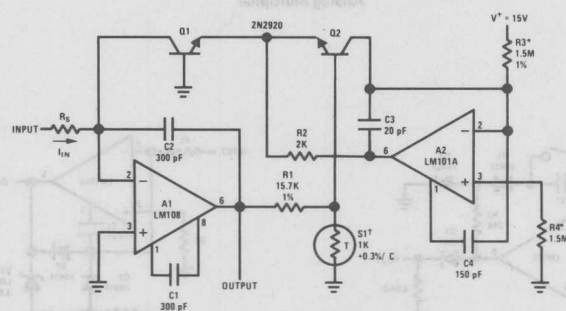 Q1
2N2920
Q2
V+ = 15V
R3*
1.5M
1%
RS
INPUT
IIN
C2
300 pF
R2
2K
C3
20 pF
6
A2
LM101A
2
3
1
2
A1
LM108
6
3
8
1
R1
15.7K
1%
S1†
1K
+0.3%/ C
T
R4*
1.5M
C4
150 pF
C1
300 pF
OUTPUT